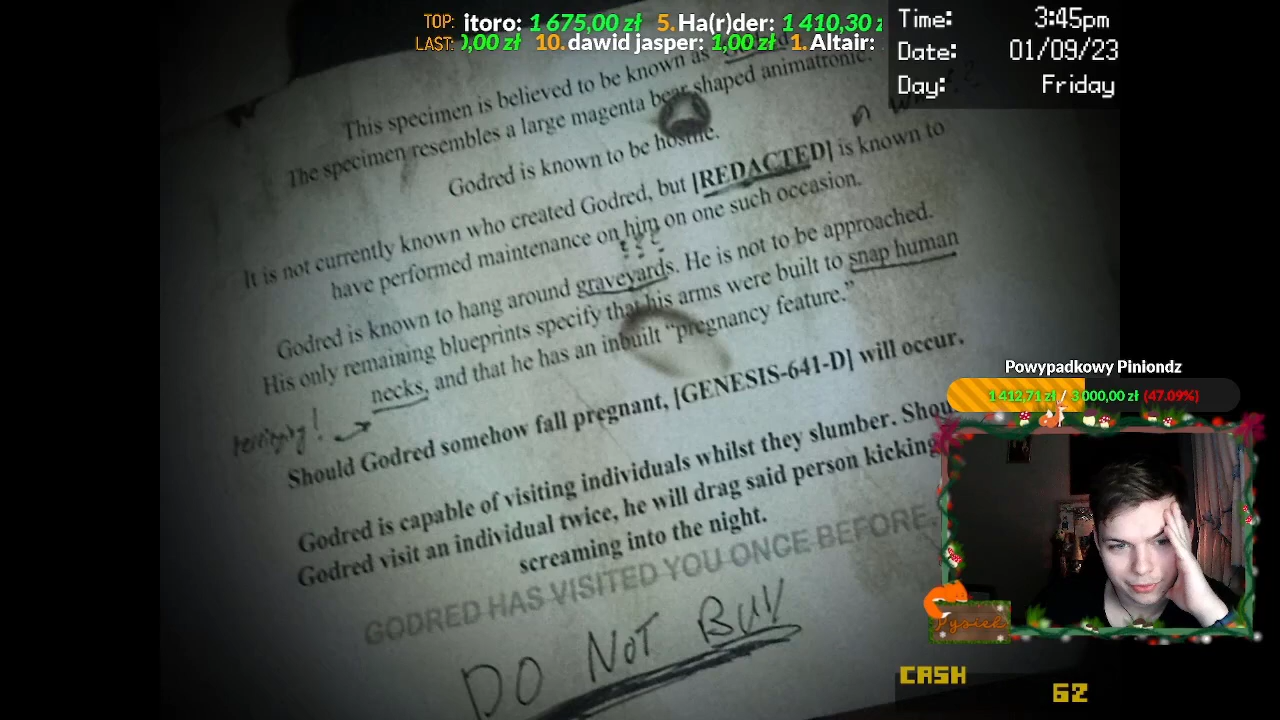 TOP: itoro: 1 675,00 zł 5. Ha(r)der: 1 410,30 z
LAST: ),00 zł 10. dawid jasper: 1,00 zł 1. Altair:
Time: 3:45pm
Date: 01/09/23
Day: Friday
This specimen is believed to be known as
The specimen resembles a large magenta bear shaped animatronic.
Godred is known to be hostile.
It is not currently known who created Godred, but [REDACTED] is known to
have performed maintenance on him on one such occasion.
???
Godred is known to hang around graveyards. He is not to be approached.
His only remaining blueprints specify that his arms were built to snap human
necks, and that he has an inbuilt “pregnancy feature.”
terrifying!
Should Godred somehow fall pregnant, [GENESIS-641-D] will occur.
Godred is capable of visiting individuals whilst they slumber. Shou
Godred visit an individual twice, he will drag said person kicking
screaming into the night.
GODRED HAS VISITED YOU ONCE BEFORE.
DO NOT BUY
Powypadkowy Piniondz
1 412,71 zł / 3 000,00 zł (47.09%)
Pysiek
CASH
62